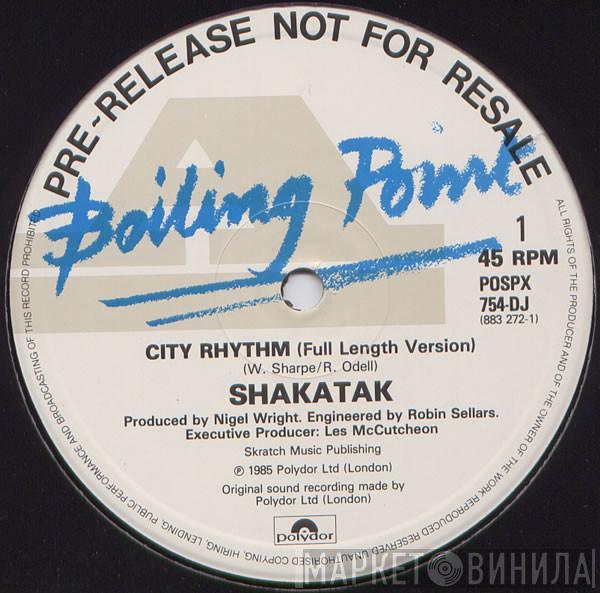 PRE-RELEASE NOT FOR RESALE
Boiling Point
1
45 RPM
POSPX
754-DJ
(883 272-1)
CITY RHYTHM (Full Length Version)
(W. Sharpe/R. Odell)
SHAKATAK
Produced by Nigel Wright. Engineered by Robin Sellars.
Executive Producer: Les McCutcheon
Skratch Music Publishing
℗ 1985 Polydor Ltd (London)
Original sound recording made by
Polydor Ltd (London)
polydor
ALL RIGHTS OF THE PRODUCER AND OF THE OWNER OF THE WORK REPRODUCED RESERVED UNAUTHORISED COPYING, HIRING, LENDING, PUBLIC PERFORMANCE AND BROADCASTING OF THIS RECORD PROHIBITED
МАРКЕТ ВИНИЛА